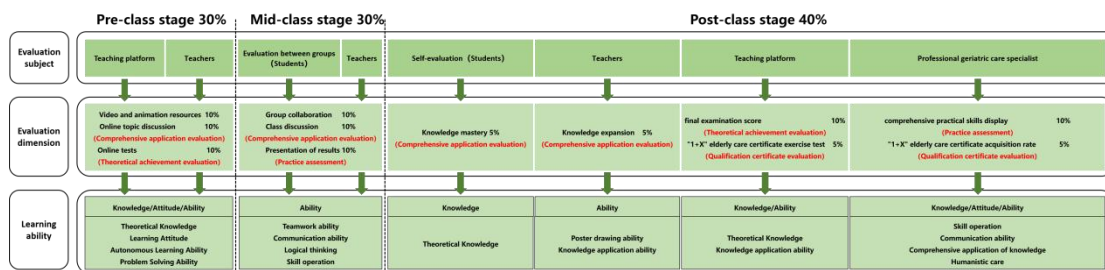 Pre-class stage 30%
Mid-class stage 30%
Post-class stage 40%
Evaluation subject
Teaching platform
Teachers
Evaluation between groups
(Students)
Teachers
Self-evaluation (Students)
Teachers
Teaching platform
Professional geriatric care specialist
Evaluation dimension
Video and animation resources 10%
Online topic discussion 10%
(Comprehensive application evaluation)
Online tests 10%
(Theoretical achievement evaluation)
Group collaboration 10%
Class discussion 10%
(Comprehensive application evaluation)
Presentation of results 10%
(Practice assessment)
Knowledge mastery 5%
(Comprehensive application evaluation)
Knowledge expansion 5%
(Comprehensive application evaluation)
final examination score 10%
(Theoretical achievement evaluation)
"1+X" elderly care certificate exercise test 5%
(Qualification certificate evaluation)
comprehensive practical skills display 10%
(Practice assessment)
"1+X" elderly care certificate acquisition rate 5%
(Qualification certificate evaluation)
Learning ability
Knowledge/Attitude/Ability
Theoretical Knowledge
Learning Attitude
Autonomous Learning Ability
Problem Solving Ability
Ability
Teamwork ability
Communication ability
Logical thinking
Skill operation
Knowledge
Theoretical Knowledge
Ability
Poster drawing ability
Knowledge application ability
Knowledge/Ability
Theoretical Knowledge
Knowledge application ability
Knowledge/Attitude/Ability
Skill operation
Communication ability
Comprehensive application of knowledge
Humanistic care